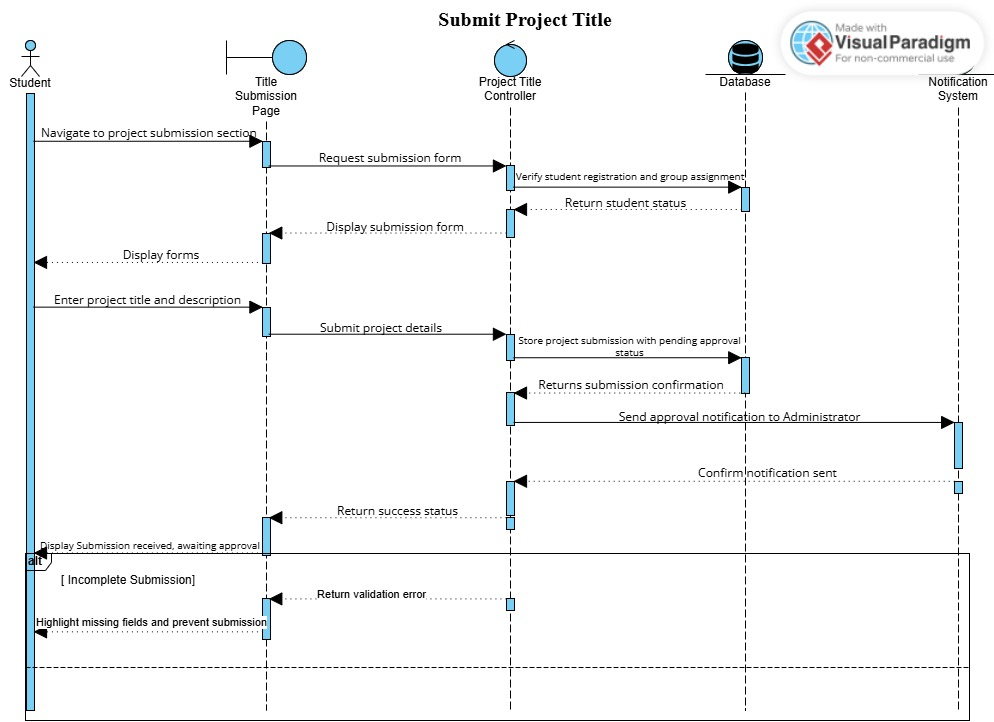 Submit Project Title
Made with
VisualParadigm
For non-commercial use
Student
Title
Submission
Page
Project Title
Controller
Database
Notification
System
Navigate to project submission section
Request submission form
Verify student registration and group assignment
Return student status
Display submission form
Display forms
Enter project title and description
Submit project details
Store project submission with pending approval
status
Returns submission confirmation
Send approval notification to Administrator
Confirm notification sent
Return success status
Display Submission received, awaiting approval
alt
[ Incomplete Submission]
Return validation error
Highlight missing fields and prevent submission